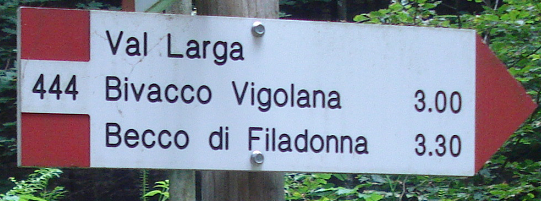 Val Larga
444 Bivacco Vigolana 3.00
Becco di Filadonna 3.30